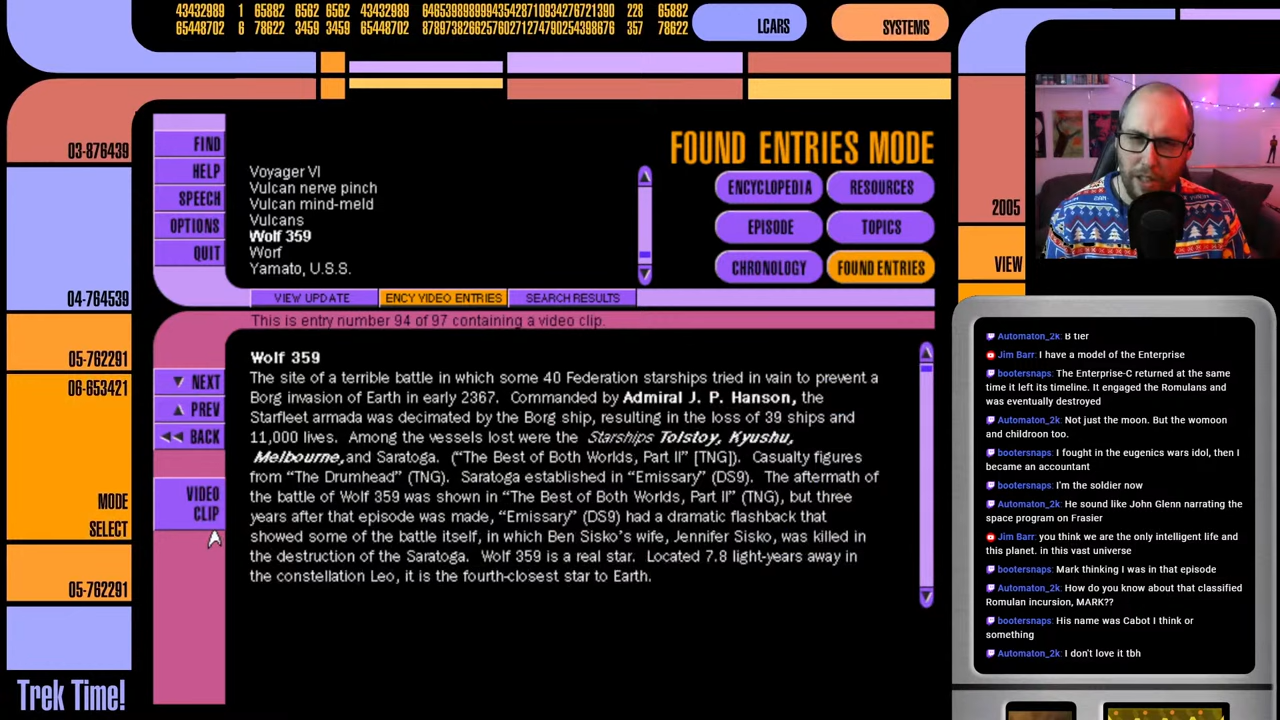 43432989 1 65882 6562 6562 43432989 64653989899435428710934276721390 228 65882
65448702 6 78622 3459 3459 65448702 878973826625760271274790254398676 357 78622
LCARS
SYSTEMS
03-876439
04-764539
05-762291
06-653421
MODE
SELECT
05-762291
Trek Time!
FIND
HELP
SPEECH
OPTIONS
QUIT
Voyager VI
Vulcan nerve pinch
Vulcan mind-meld
Vulcans
Wolf 359
Worf
Yamato, U.S.S.
FOUND ENTRIES MODE
ENCYCLOPEDIA
RESOURCES
EPISODE
TOPICS
CHRONOLOGY
FOUND ENTRIES
VIEW UPDATE
ENCY VIDEO ENTRIES
SEARCH RESULTS
This is entry number 94 of 97 containing a video clip.
NEXT
PREV
BACK
VIDEO
CLIP
Wolf 359
The site of a terrible battle in which some 40 Federation starships tried in vain to prevent a
Borg invasion of Earth in early 2367. Commanded by Admiral J. P. Hanson, the
Starfleet armada was decimated by the Borg ship, resulting in the loss of 39 ships and
11,000 lives. Among the vessels lost were the Starships Tolstoy, Kyushu,
Melbourne,and Saratoga. ("The Best of Both Worlds, Part II" [TNG]). Casualty figures
from "The Drumhead" (TNG). Saratoga established in "Emissary" (DS9). The aftermath of
the battle of Wolf 359 was shown in "The Best of Both Worlds, Part II" (TNG), but three
years after that episode was made, "Emissary" (DS9) had a dramatic flashback that
showed some of the battle itself, in which Ben Sisko's wife, Jennifer Sisko, was killed in
the destruction of the Saratoga. Wolf 359 is a real star. Located 7.8 light-years away in
the constellation Leo, it is the fourth-closest star to Earth.
2005
VIEW
Automaton_2k: B tier
Jim Barr: I have a model of the Enterprise
bootersnaps: The Enterprise-C returned at the same
time it left its timeline. It engaged the Romulans and
was eventually destroyed
Automaton_2k: Not just the moon. But the womoon
and childroon too.
bootersnaps: I fought in the eugenics wars idol, then I
became an accountant
bootersnaps: I'm the soldier now
Automaton_2k: He sound like John Glenn narrating the
space program on Frasier
Jim Barr: you think we are the only intelligent life and
this planet. in this vast universe
bootersnaps: Mark thinking I was in that episode
Automaton_2k: How do you know about that classified
Romulan incursion, MARK??
bootersnaps: His name was Cabot I think or
something
Automaton_2k: I don't love it tbh